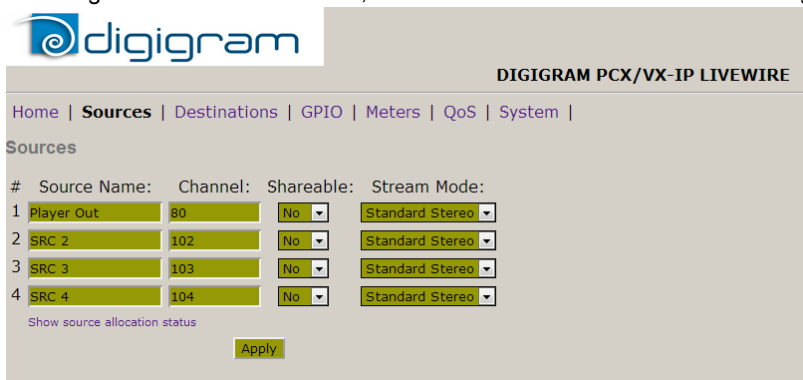 digigram
DIGIGRAM PCX/VX-IP LIVEWIRE
Home | Sources | Destinations | GPIO | Meters | QoS | System |
Sources
# Source Name: Channel: Shareable: Stream Mode:
1 Player Out 80 No Standard Stereo
2 SRC 2 102 No Standard Stereo
3 SRC 3 103 No Standard Stereo
4 SRC 4 104 No Standard Stereo
Show source allocation status
Apply